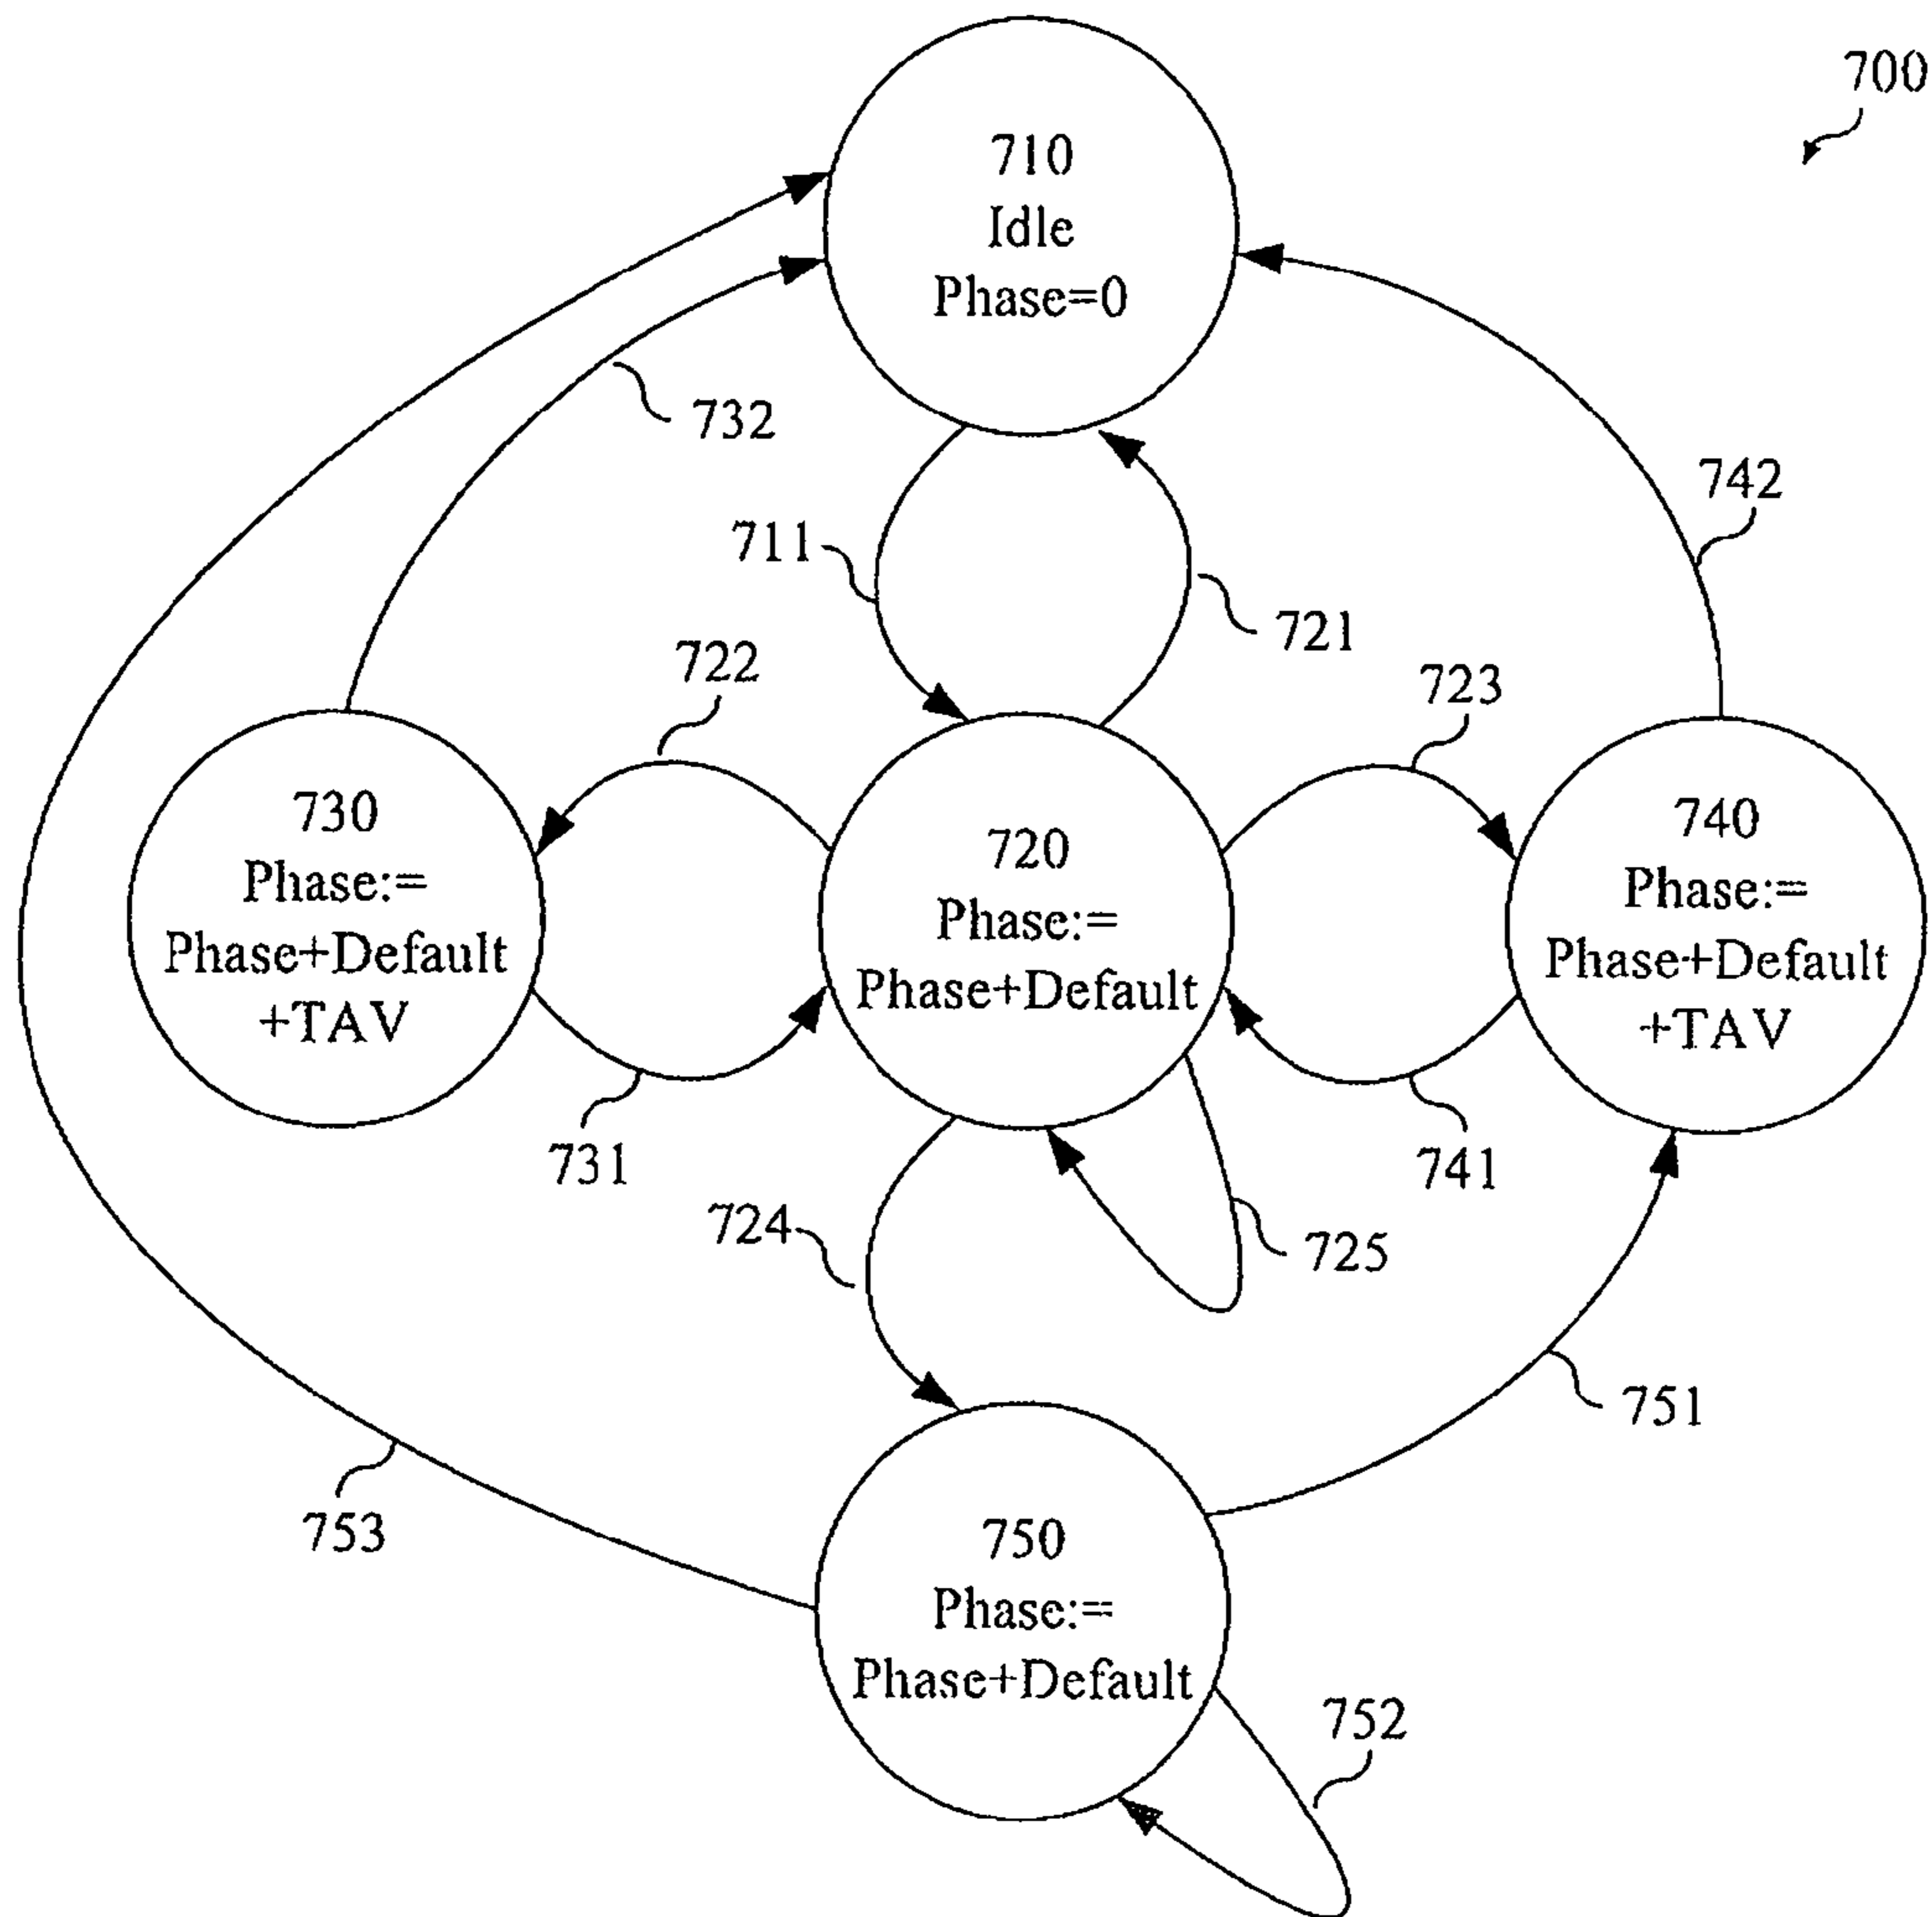 700
710
Idle
Phase=0
732
742
711
721
722
723
730
Phase:=
Phase+Default
+TAV
720
Phase:=
Phase+Default
740
Phase:=
Phase+Default
+TAV
731
741
724
725
751
753
750
Phase:=
Phase+Default
752